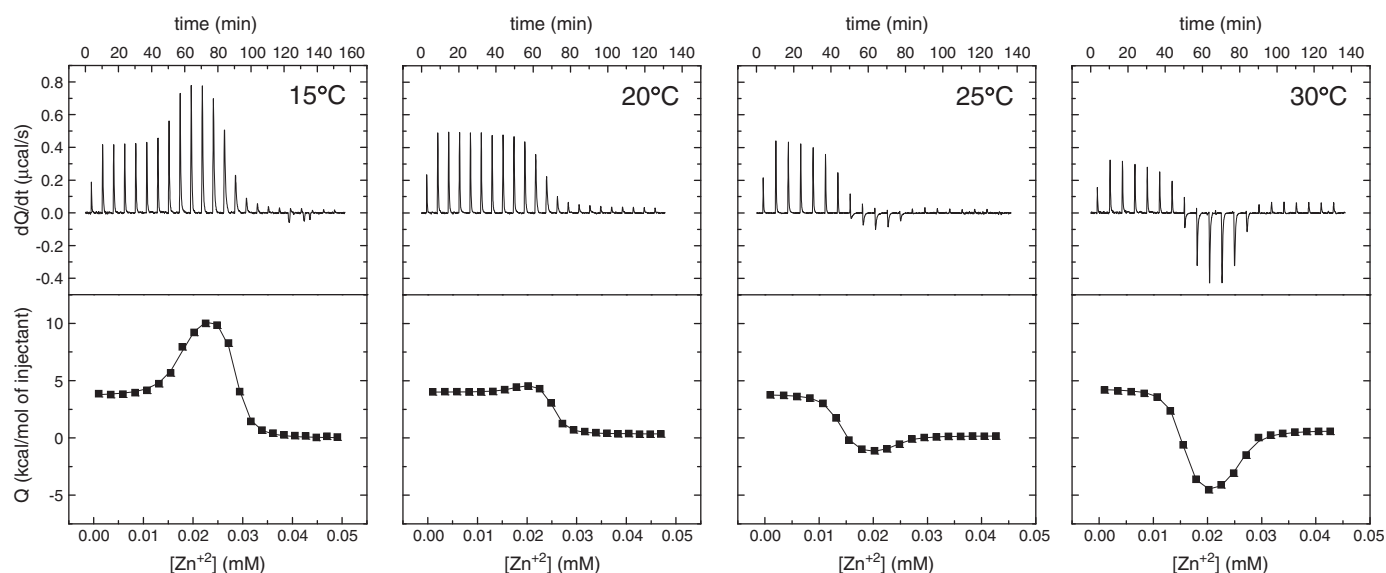 time (min)
time (min)
time (min)
time (min)
0 20 40 60 80 100 120 140 160
0 20 40 60 80 100 120 140
0 20 40 60 80 100 120 140
0 20 40 60 80 100 120 140
0.8
0.6
0.4
0.2
0.0
-0.2
-0.4
dQ/dt (μcal/s)
15°C
20°C
25°C
30°C
10
5
0
-5
Q (kcal/mol of injectant)
0.00 0.01 0.02 0.03 0.04 0.05
0.00 0.01 0.02 0.03 0.04 0.05
0.00 0.01 0.02 0.03 0.04 0.05
0.00 0.01 0.02 0.03 0.04 0.05
[Zn+2] (mM)
[Zn+2] (mM)
[Zn+2] (mM)
[Zn+2] (mM)